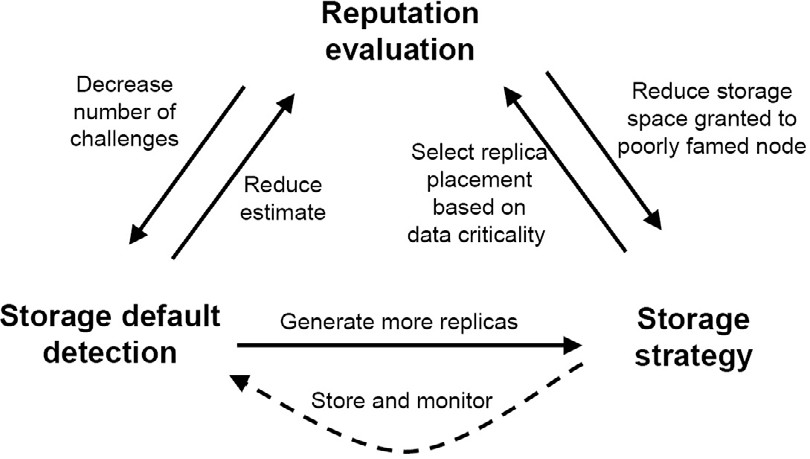 Reputation
evaluation
Decrease
number of
challenges
Reduce
estimate
Select replica
placement
based on
data criticality
Reduce storage
space granted to
poorly famed node
Storage default
detection
Generate more replicas
Storage
strategy
Store and monitor